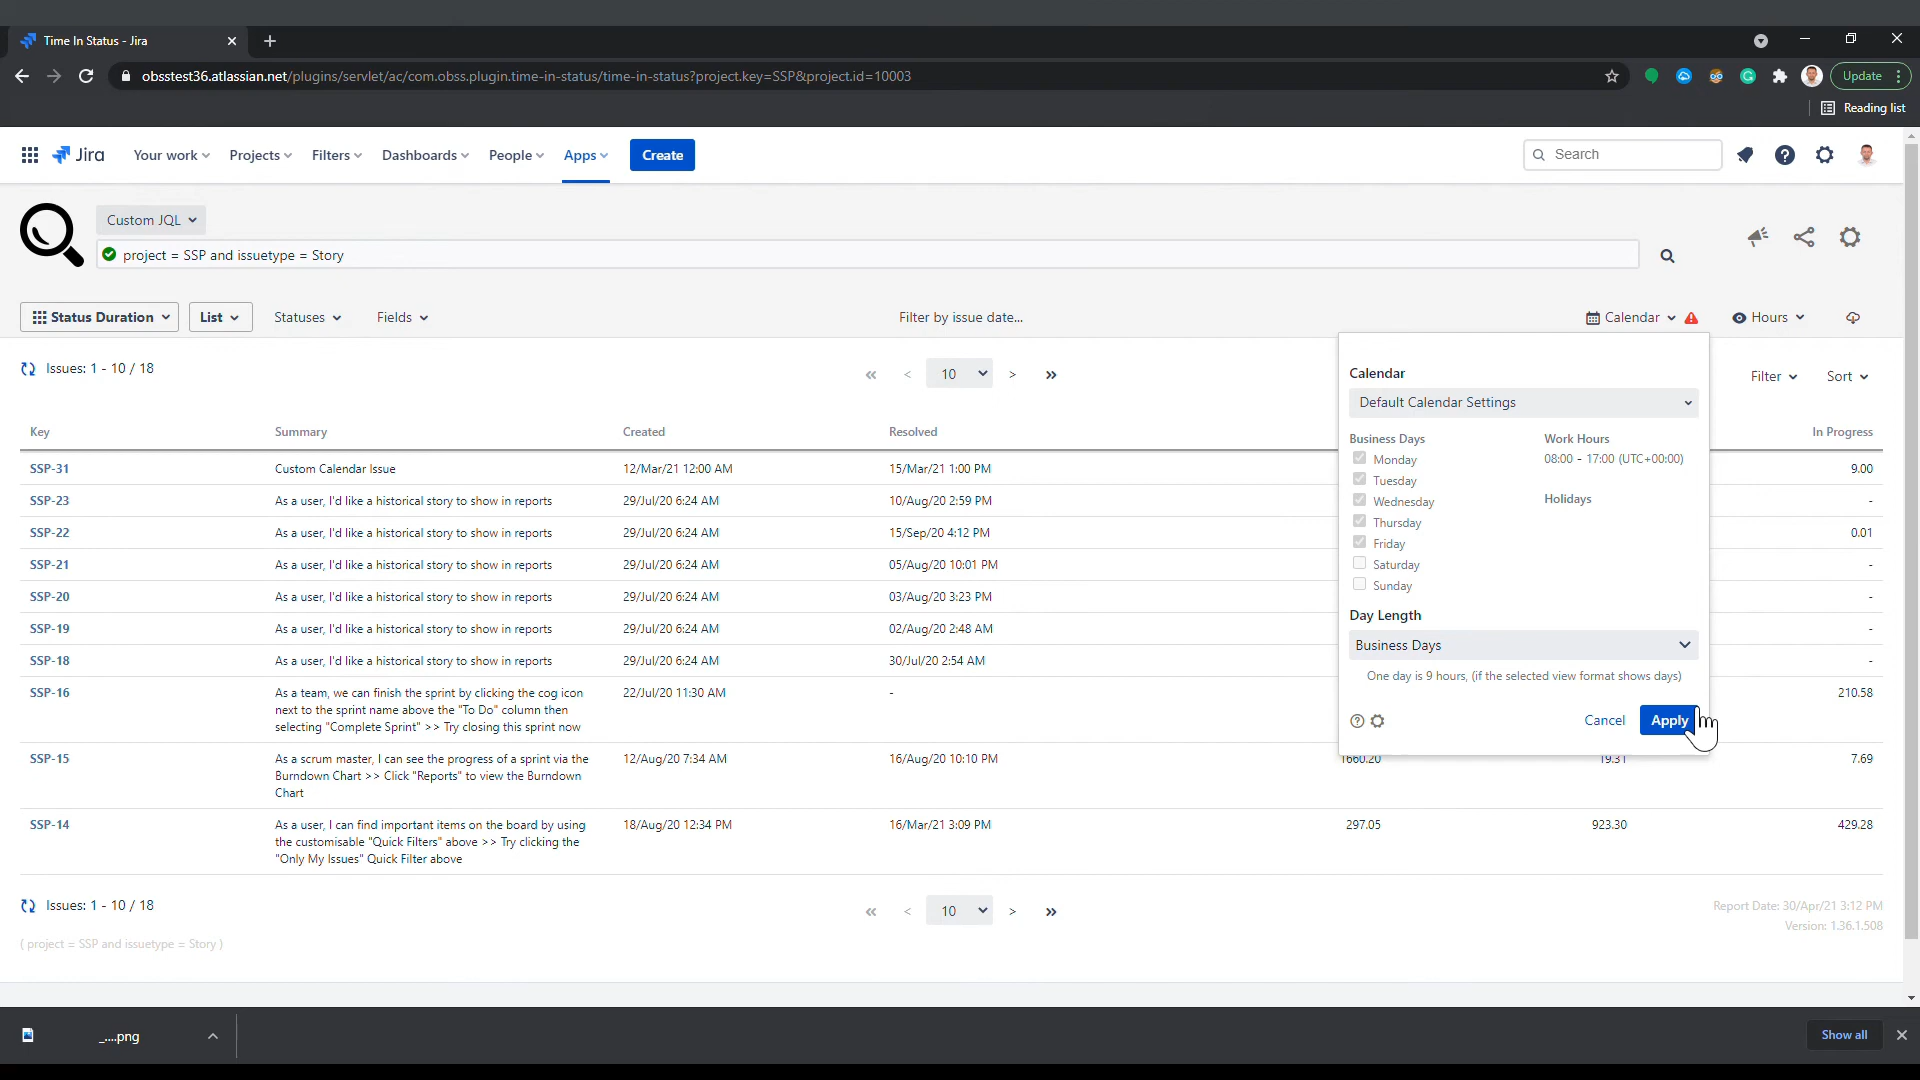 Time In Status - Jira
obsstest36.atlassian.net/plugins/servlet/ac/com.obss.plugin.time-in-status/time-in-status?project.key=SSP&project.id=10003
Update
Reading list
Jira
Your work
Projects
Filters
Dashboards
People
Apps
Create
Search
Custom JQL
project = SSP and issuetype = Story
Status Duration
List
Statuses
Fields
Filter by issue date...
Calendar
Hours
Issues: 1 - 10 / 18
«
<
10
>
»
Filter
Sort
Key Summary Created Resolved In Progress
SSP-31 Custom Calendar Issue 12/Mar/21 12:00 AM 15/Mar/21 1:00 PM 9.00
SSP-23 As a user, I'd like a historical story to show in reports 29/Jul/20 6:24 AM 10/Aug/20 2:59 PM -
SSP-22 As a user, I'd like a historical story to show in reports 29/Jul/20 6:24 AM 15/Sep/20 4:12 PM 0.01
SSP-21 As a user, I'd like a historical story to show in reports 29/Jul/20 6:24 AM 05/Aug/20 10:01 PM -
SSP-20 As a user, I'd like a historical story to show in reports 29/Jul/20 6:24 AM 03/Aug/20 3:23 PM -
SSP-19 As a user, I'd like a historical story to show in reports 29/Jul/20 6:24 AM 02/Aug/20 2:48 AM -
SSP-18 As a user, I'd like a historical story to show in reports 29/Jul/20 6:24 AM 30/Jul/20 2:54 AM -
SSP-16 As a team, we can finish the sprint by clicking the cog icon 22/Jul/20 11:30 AM - 210.58
next to the sprint name above the "To Do" column then
selecting "Complete Sprint" >> Try closing this sprint now
SSP-15 As a scrum master, I can see the progress of a sprint via the 12/Aug/20 7:34 AM 16/Aug/20 10:10 PM 1660.20 19.31 7.69
Burndown Chart >> Click "Reports" to view the Burndown
Chart
SSP-14 As a user, I can find important items on the board by using 18/Aug/20 12:34 PM 16/Mar/21 3:09 PM 297.05 923.30 429.28
the customisable "Quick Filters" above >> Try clicking the
"Only My Issues" Quick Filter above
Calendar
Default Calendar Settings
Business Days
Monday
Tuesday
Wednesday
Thursday
Friday
Saturday
Sunday
Work Hours
08:00 - 17:00 (UTC+00:00)
Holidays
Day Length
Business Days
One day is 9 hours, (if the selected view format shows days)
Cancel
Apply
Issues: 1 - 10 / 18
«
<
10
>
»
Report Date: 30/Apr/21 3:12 PM
Version: 1.36.1.508
( project = SSP and issuetype = Story )
_....png
Show all